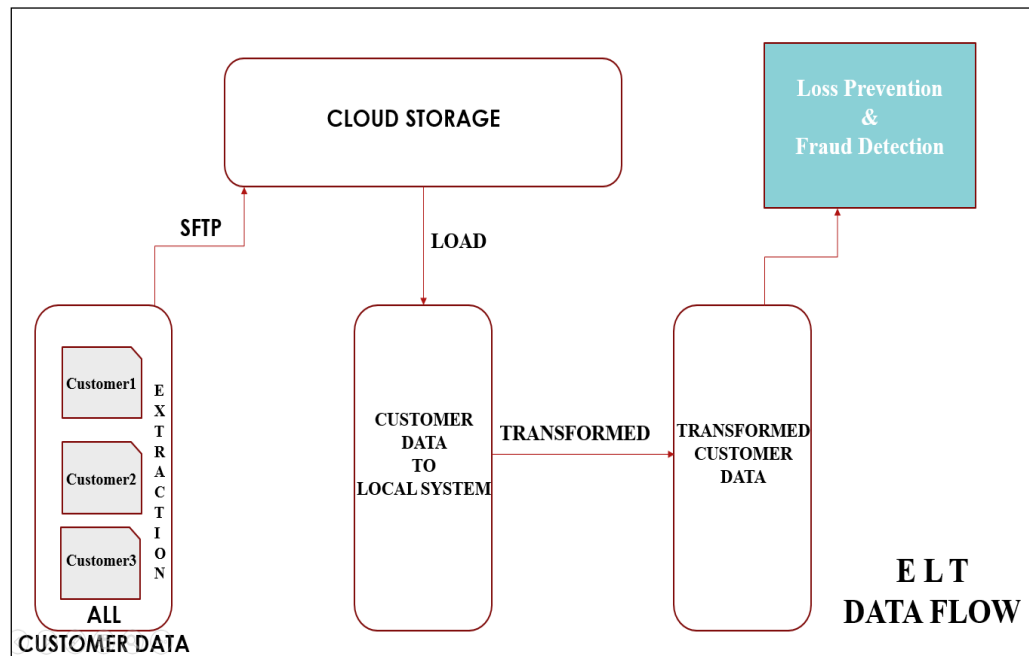 CLOUD STORAGE
Loss Prevention
&
Fraud Detection
SFTP
LOAD
Customer1
Customer2
Customer3
EXTRACTION
ALL
CUSTOMER DATA
CUSTOMER
DATA
TO
LOCAL SYSTEM
TRANSFORMED
TRANSFORMED
CUSTOMER
DATA
E L T
DATA FLOW